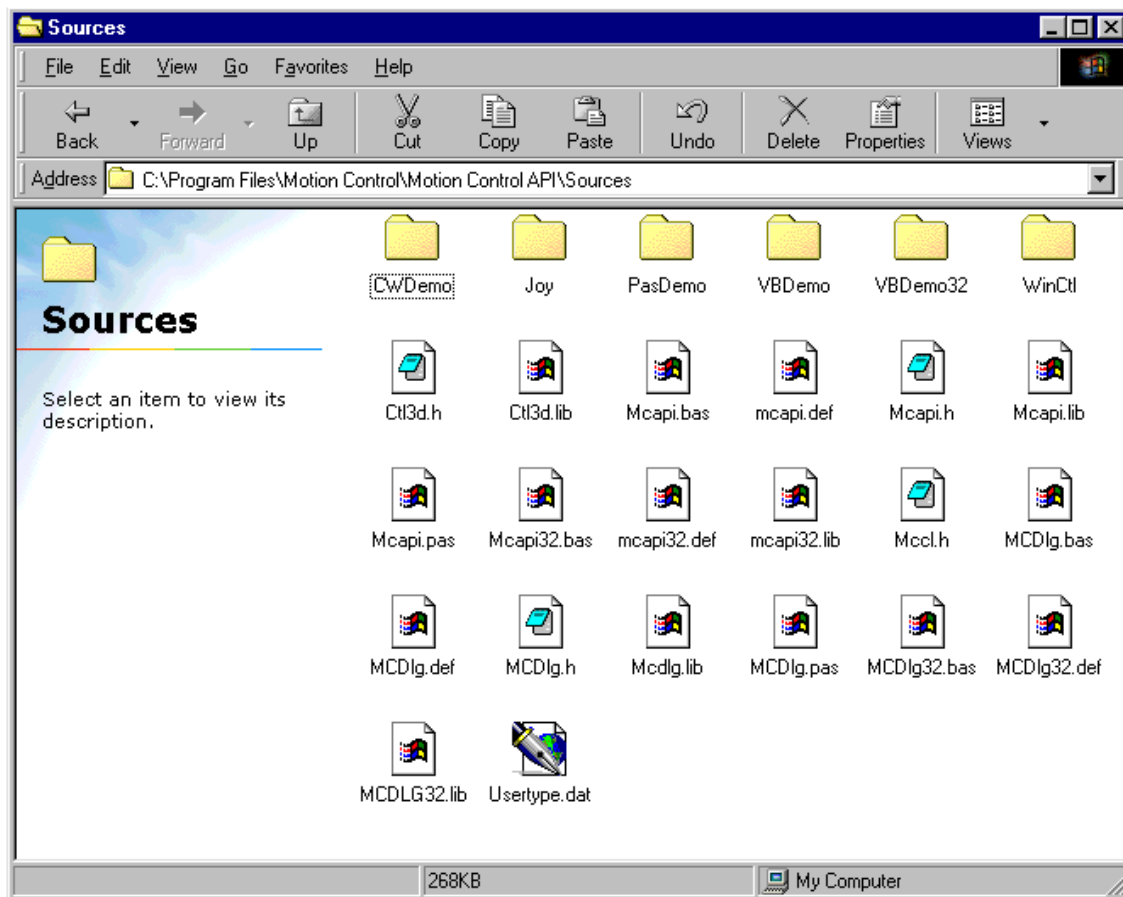 Sources
File Edit View Go Favorites Help
Back Forward Up Cut Copy Paste Undo Delete Properties Views
Address C:\Program Files\Motion Control\Motion Control API\Sources
Sources
Select an item to view its
description.
CWDemo Joy PasDemo VBDemo VBDemo32 WinCtl
Ctl3d.h Ctl3d.lib Mcapi.bas mcapi.def Mcapi.h Mcapi.lib
Mcapi.pas Mcapi32.bas mcapi32.def mcapi32.lib Mccl.h MCDlg.bas
MCDlg.def MCDlg.h Mcdlg.lib MCDlg.pas MCDlg32.bas MCDlg32.def
MCDLG32.lib Usertype.dat
268KB My Computer